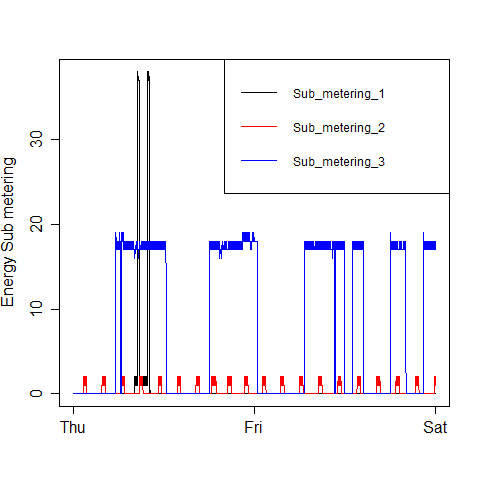 Sub_metering_1
Sub_metering_2
Sub_metering_3
Energy Sub metering
30
20
10
0
Thu Fri Sat